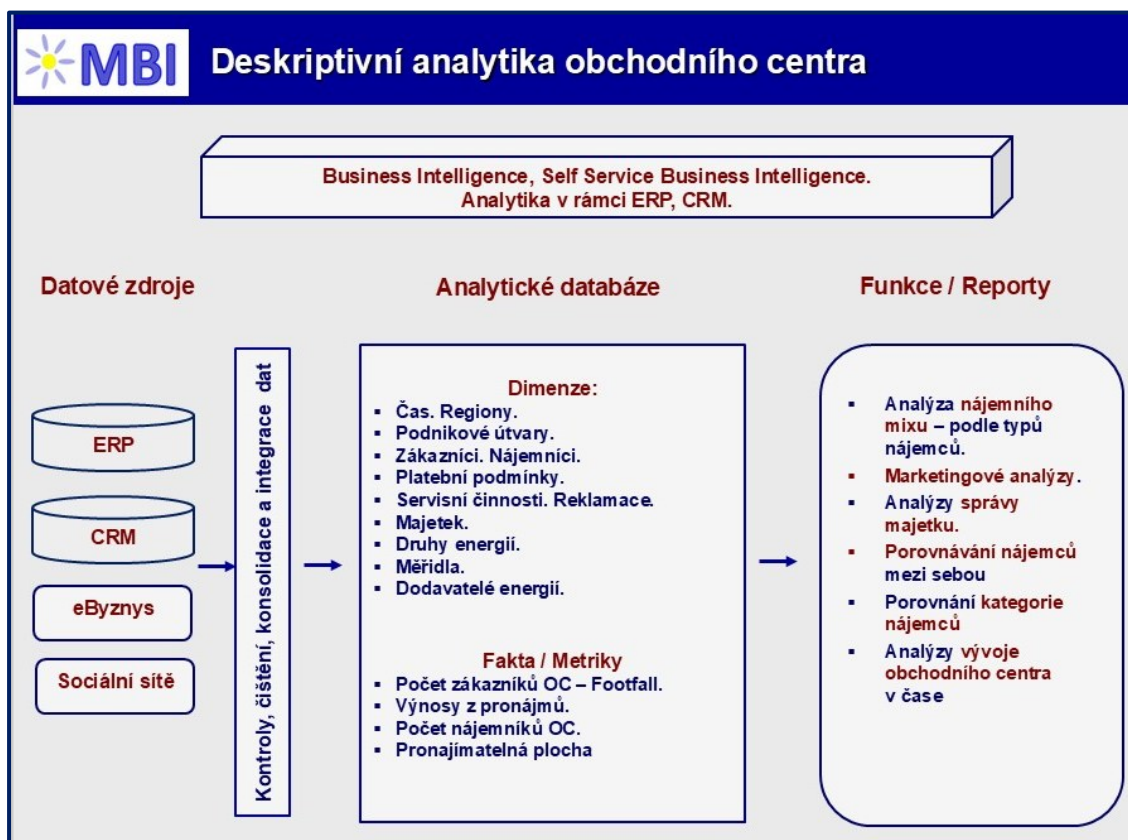 MBI
Deskriptivní analytika obchodního centra
Business Intelligence, Self Service Business Intelligence.
Analytika v rámci ERP, CRM.
Datové zdroje
Analytické databáze
Funkce / Reporty
ERP
CRM
eByznys
Sociální sítě
Kontroly, čištění, konsolidace a integrace dat
Dimenze:
▪ Čas. Regiony.
▪ Podnikové útvary.
▪ Zákazníci. Nájemníci.
▪ Platební podmínky.
▪ Servisní činnosti. Reklamace.
▪ Majetek.
▪ Druhy energií.
▪ Měřidla.
▪ Dodavatelé energií.
Fakta / Metriky
▪ Počet zákazníků OC – Footfall.
▪ Výnosy z pronájmů.
▪ Počet nájemníků OC.
▪ Pronajímatelná plocha
▪ Analýza nájemního
mixu – podle typů
nájemců.
▪ Marketingové analýzy.
▪ Analýzy správy
majetku.
▪ Porovnávání nájemců
mezi sebou
▪ Porovnání kategorie
nájemců
▪ Analýzy vývoje
obchodního centra
v čase